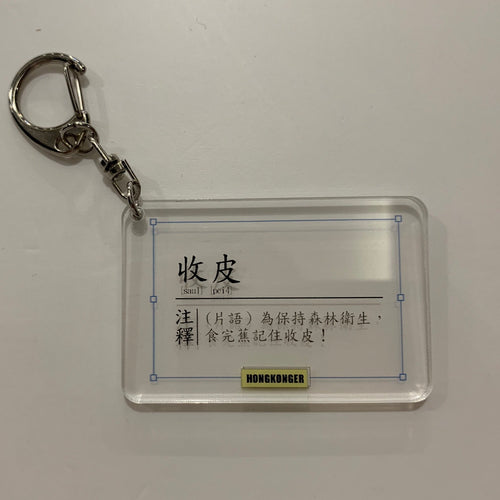 收皮
[sau1] [pei4]
注釋
(片語)為保持森林衛生，
食完蕉記住收皮！
HONGKONGER